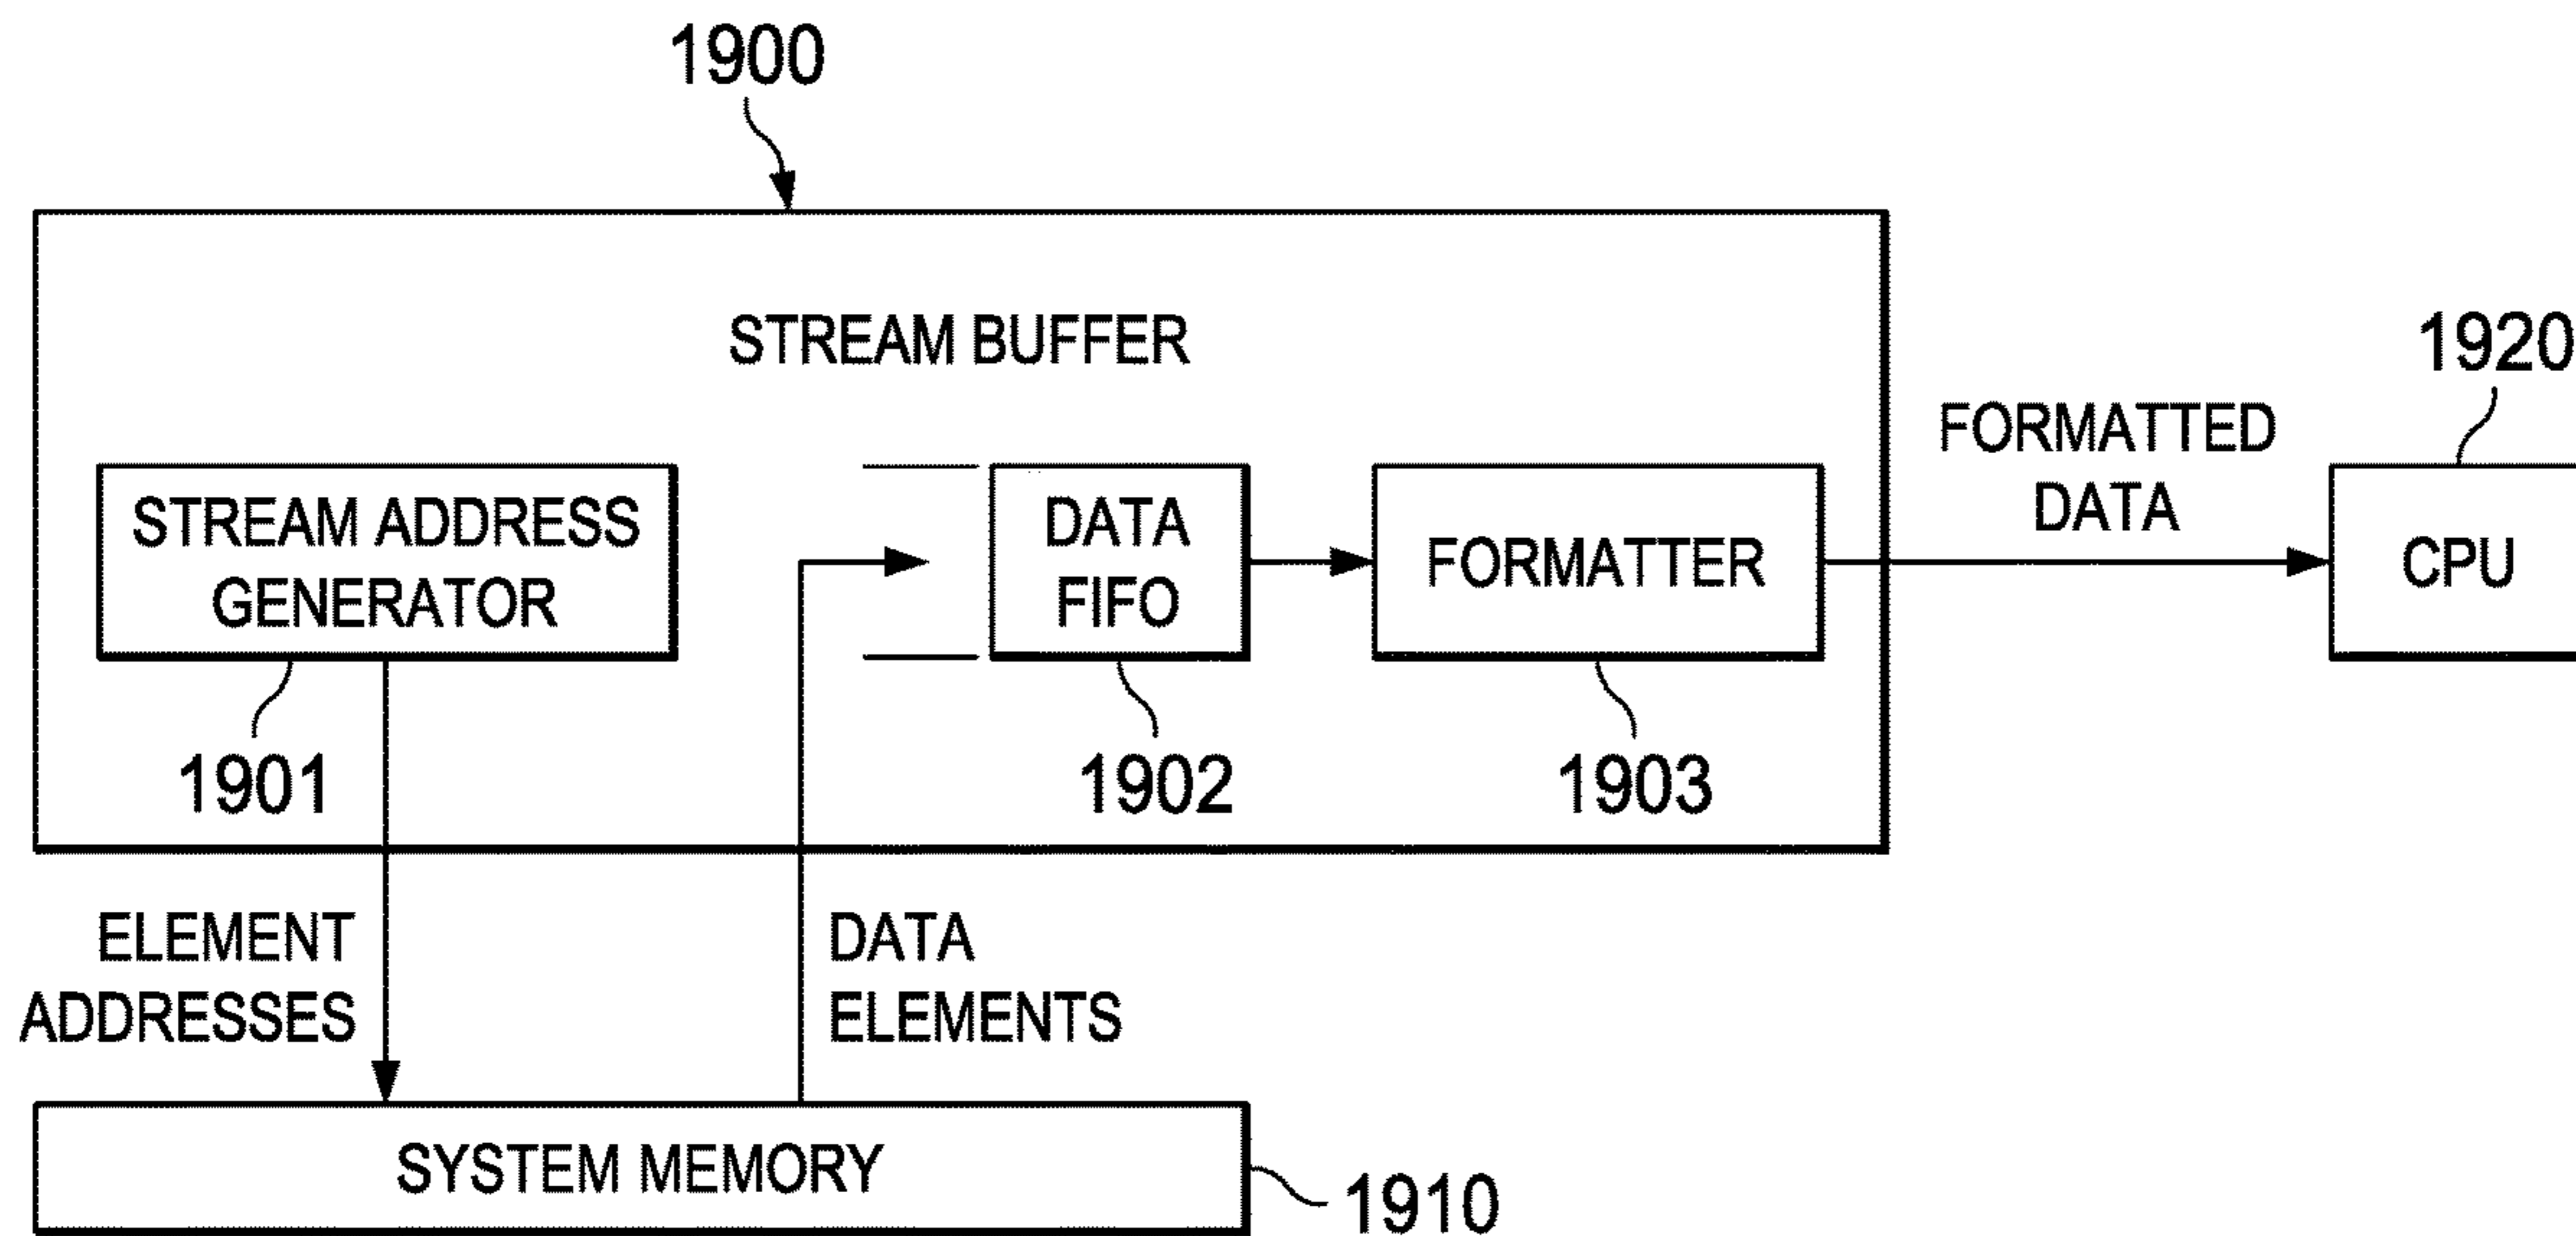 1900
STREAM BUFFER
1920
FORMATTED
DATA
STREAM ADDRESS
GENERATOR
DATA
FIFO
FORMATTER
CPU
1901
1902
1903
ELEMENT
ADDRESSES
DATA
ELEMENTS
SYSTEM MEMORY
1910